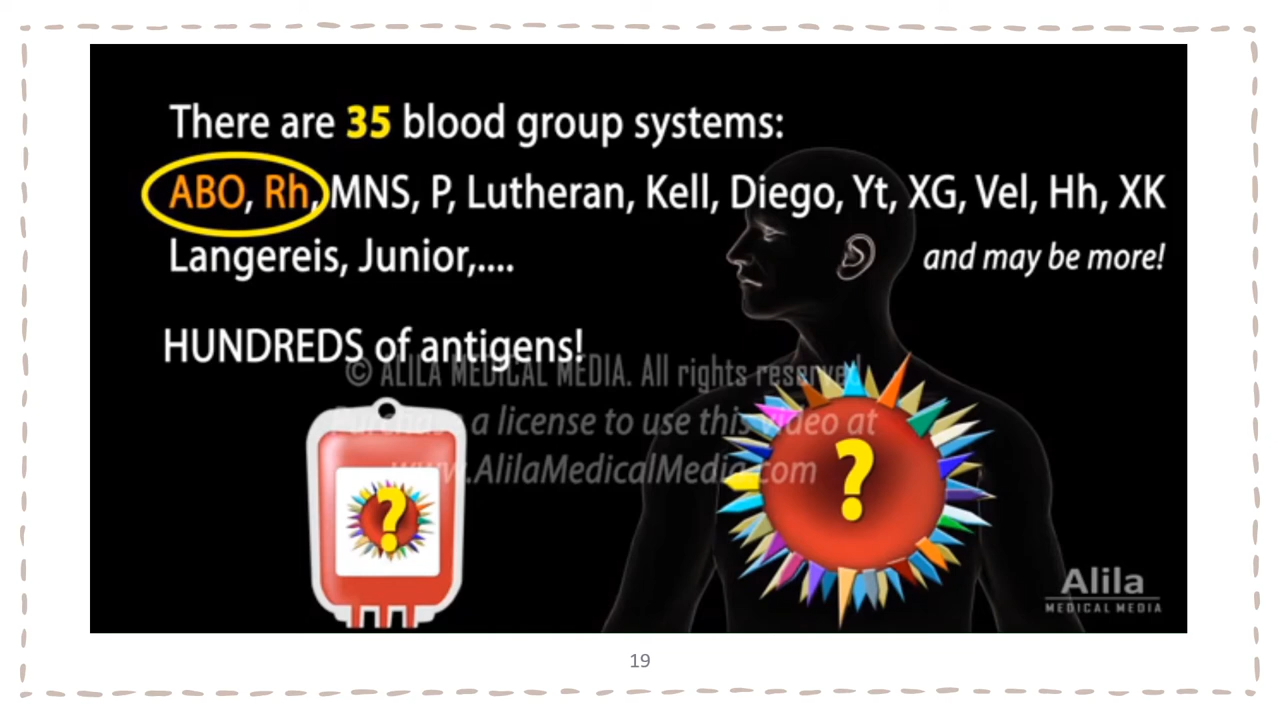 There are 35 blood group systems:
ABO, Rh, MNS, P, Lutheran, Kell, Diego, Yt, XG, Vel, Hh, XK
Langereis, Junior,....
and may be more!
HUNDREDS of antigens!
© ALILA MEDICAL MEDIA. All rights reserved
Purchase a license to use this video at
www.AlilaMedicalMedia.com
?
?
Alila
MEDICAL MEDIA
19